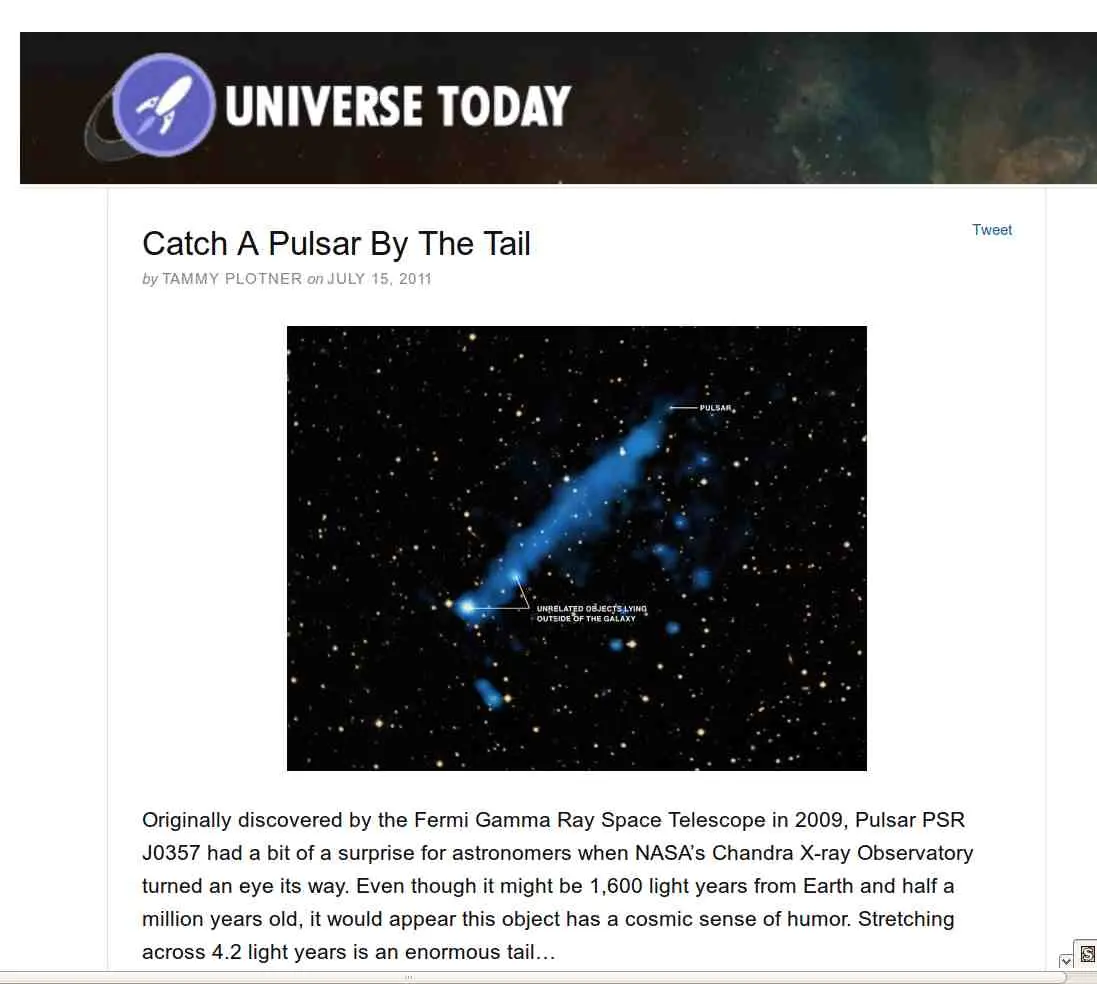 UNIVERSE TODAY
Catch A Pulsar By The Tail
Tweet
by TAMMY PLOTNER on JULY 15, 2011
PULSAR
UNRELATED OBJECTS LYING
OUTSIDE OF THE GALAXY
Originally discovered by the Fermi Gamma Ray Space Telescope in 2009, Pulsar PSR
J0357 had a bit of a surprise for astronomers when NASA’s Chandra X-ray Observatory
turned an eye its way. Even though it might be 1,600 light years from Earth and half a
million years old, it would appear this object has a cosmic sense of humor. Stretching
across 4.2 light years is an enormous tail…
S